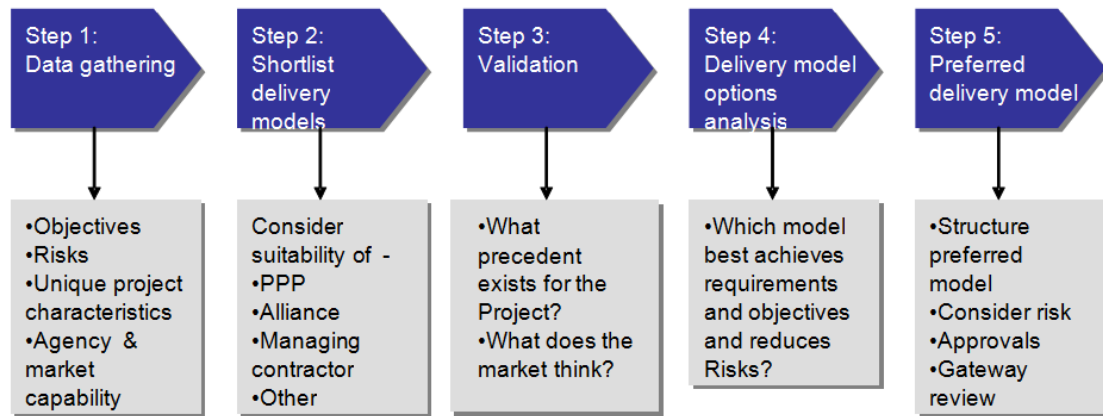 Step 1:
Data gathering
Step 2:
Shortlist
delivery
models
Step 3:
Validation
Step 4:
Delivery model
options
analysis
Step 5:
Preferred
delivery model
•Objectives
•Risks
•Unique project
characteristics
•Agency &
market
capability
Consider
suitability of -
•PPP
•Alliance
•Managing
contractor
•Other
•What
precedent
exists for the
Project?
•What does the
market think?
•Which model
best achieves
requirements
and objectives
and reduces
Risks?
•Structure
preferred
model
•Consider risk
•Approvals
•Gateway
review